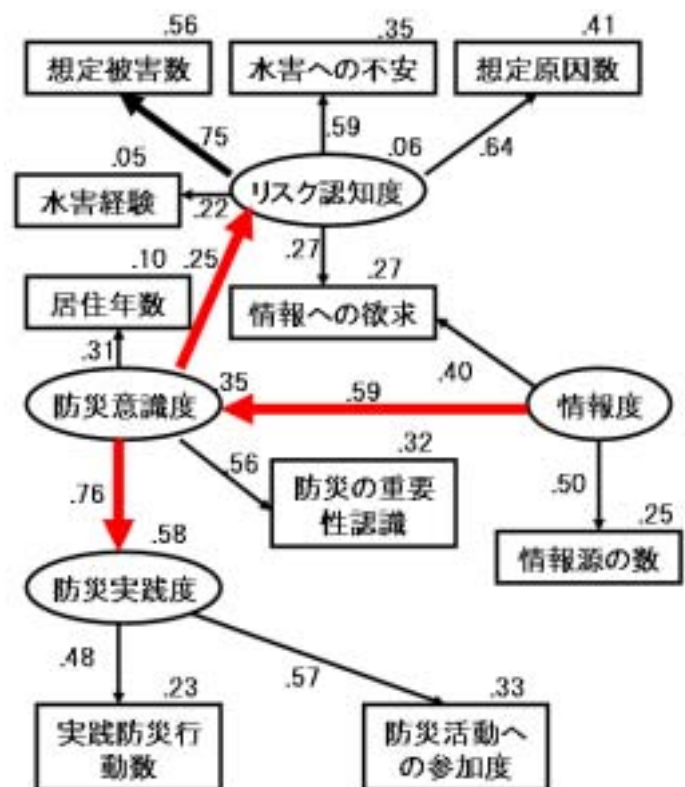 .56
.35
.41
想定被害数
水害への不安
想定原因数
.75
.59
.06
.64
.05
水害経験
.22
リスク認知度
.10
.25
.27
.27
居住年数
情報への欲求
.31
.40
防災意識度
.35
.59
情報度
.32
.56
防災の重要
性認識
.50
.25
情報源の数
.76
.58
防災実践度
.48
.57
.23
.33
実践防災行
動数
防災活動へ
の参加度